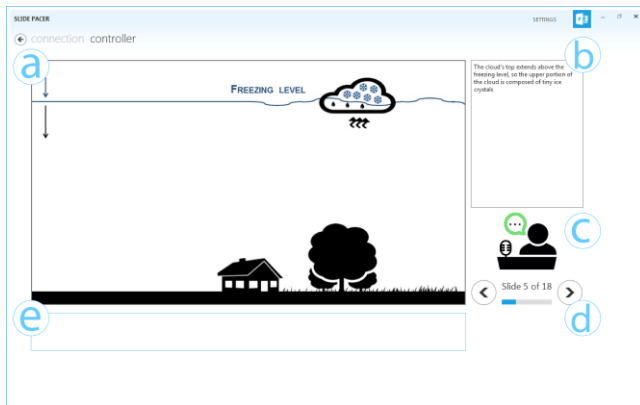 SLIDE PACER
SETTINGS
connection controller
a
b
The cloud's top extends above the
freezing level, so the upper portion of
the cloud is composed of tiny ice
crystals
FREEZING LEVEL
c
Slide 5 of 18
d
e